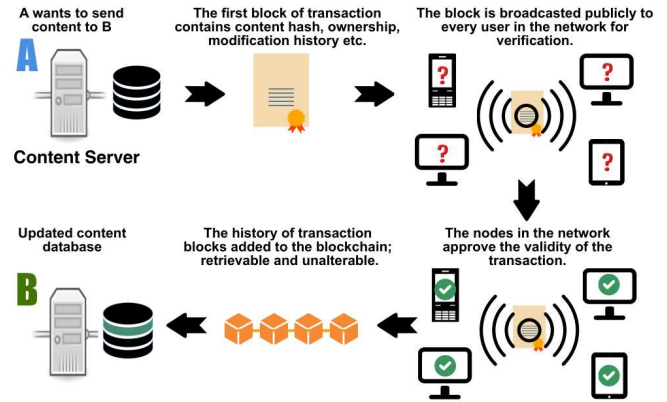 A wants to send
content to B
The first block of transaction
contains content hash, ownership,
modification history etc.
The block is broadcasted publicly to
every user in the network for
verification.
A
?
?
?
?
Content Server
Updated content
database
The history of transaction
blocks added to the blockchain;
retrievable and unalterable.
The nodes in the network
approve the validity of the
transaction.
B